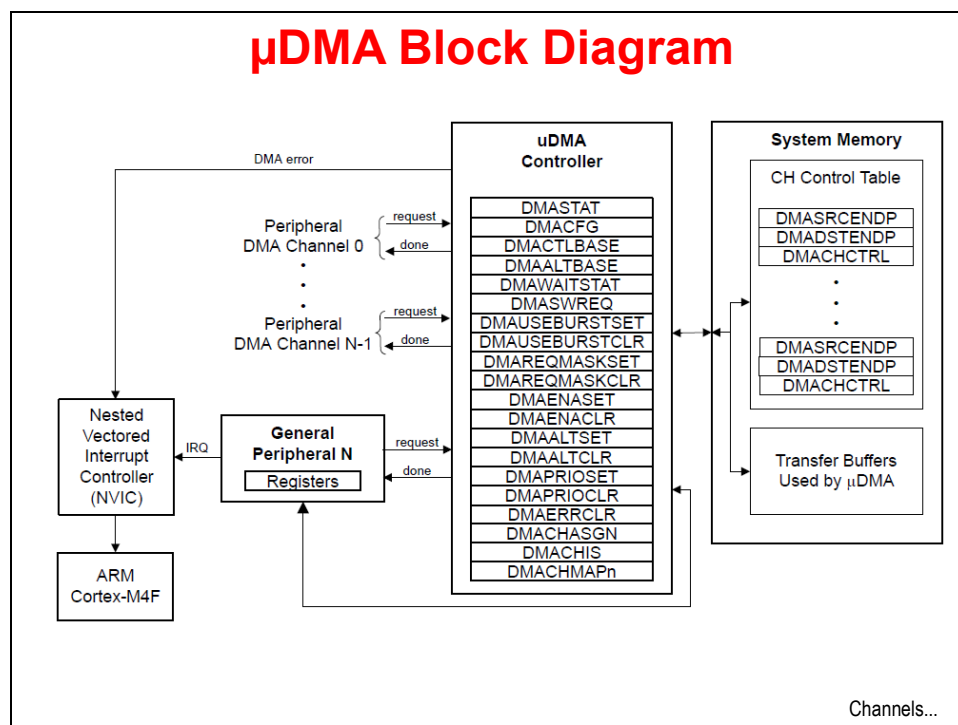 µDMA Block Diagram
DMA error
Peripheral
DMA Channel 0
request
done
Peripheral
DMA Channel N-1
request
done
Nested
Vectored
Interrupt
Controller
(NVIC)
IRQ
General
Peripheral N
Registers
request
done
ARM
Cortex-M4F
uDMA
Controller
DMASTAT
DMACFG
DMACTLBASE
DMAALTBASE
DMAWAITSTAT
DMASWREQ
DMAUSEBURSTSET
DMAUSEBURSTCLR
DMAREQMASKSET
DMAREQMASKCLR
DMAENASET
DMAENACLR
DMAALTSET
DMAALTCLR
DMAPRIOSET
DMAPRIOCLR
DMAERRCLR
DMACHASGN
DMACHIS
DMACHMAPn
System Memory
CH Control Table
DMASRCENDP
DMADSTENDP
DMACHCTRL
DMASRCENDP
DMADSTENDP
DMACHCTRL
Transfer Buffers
Used by µDMA
Channels...